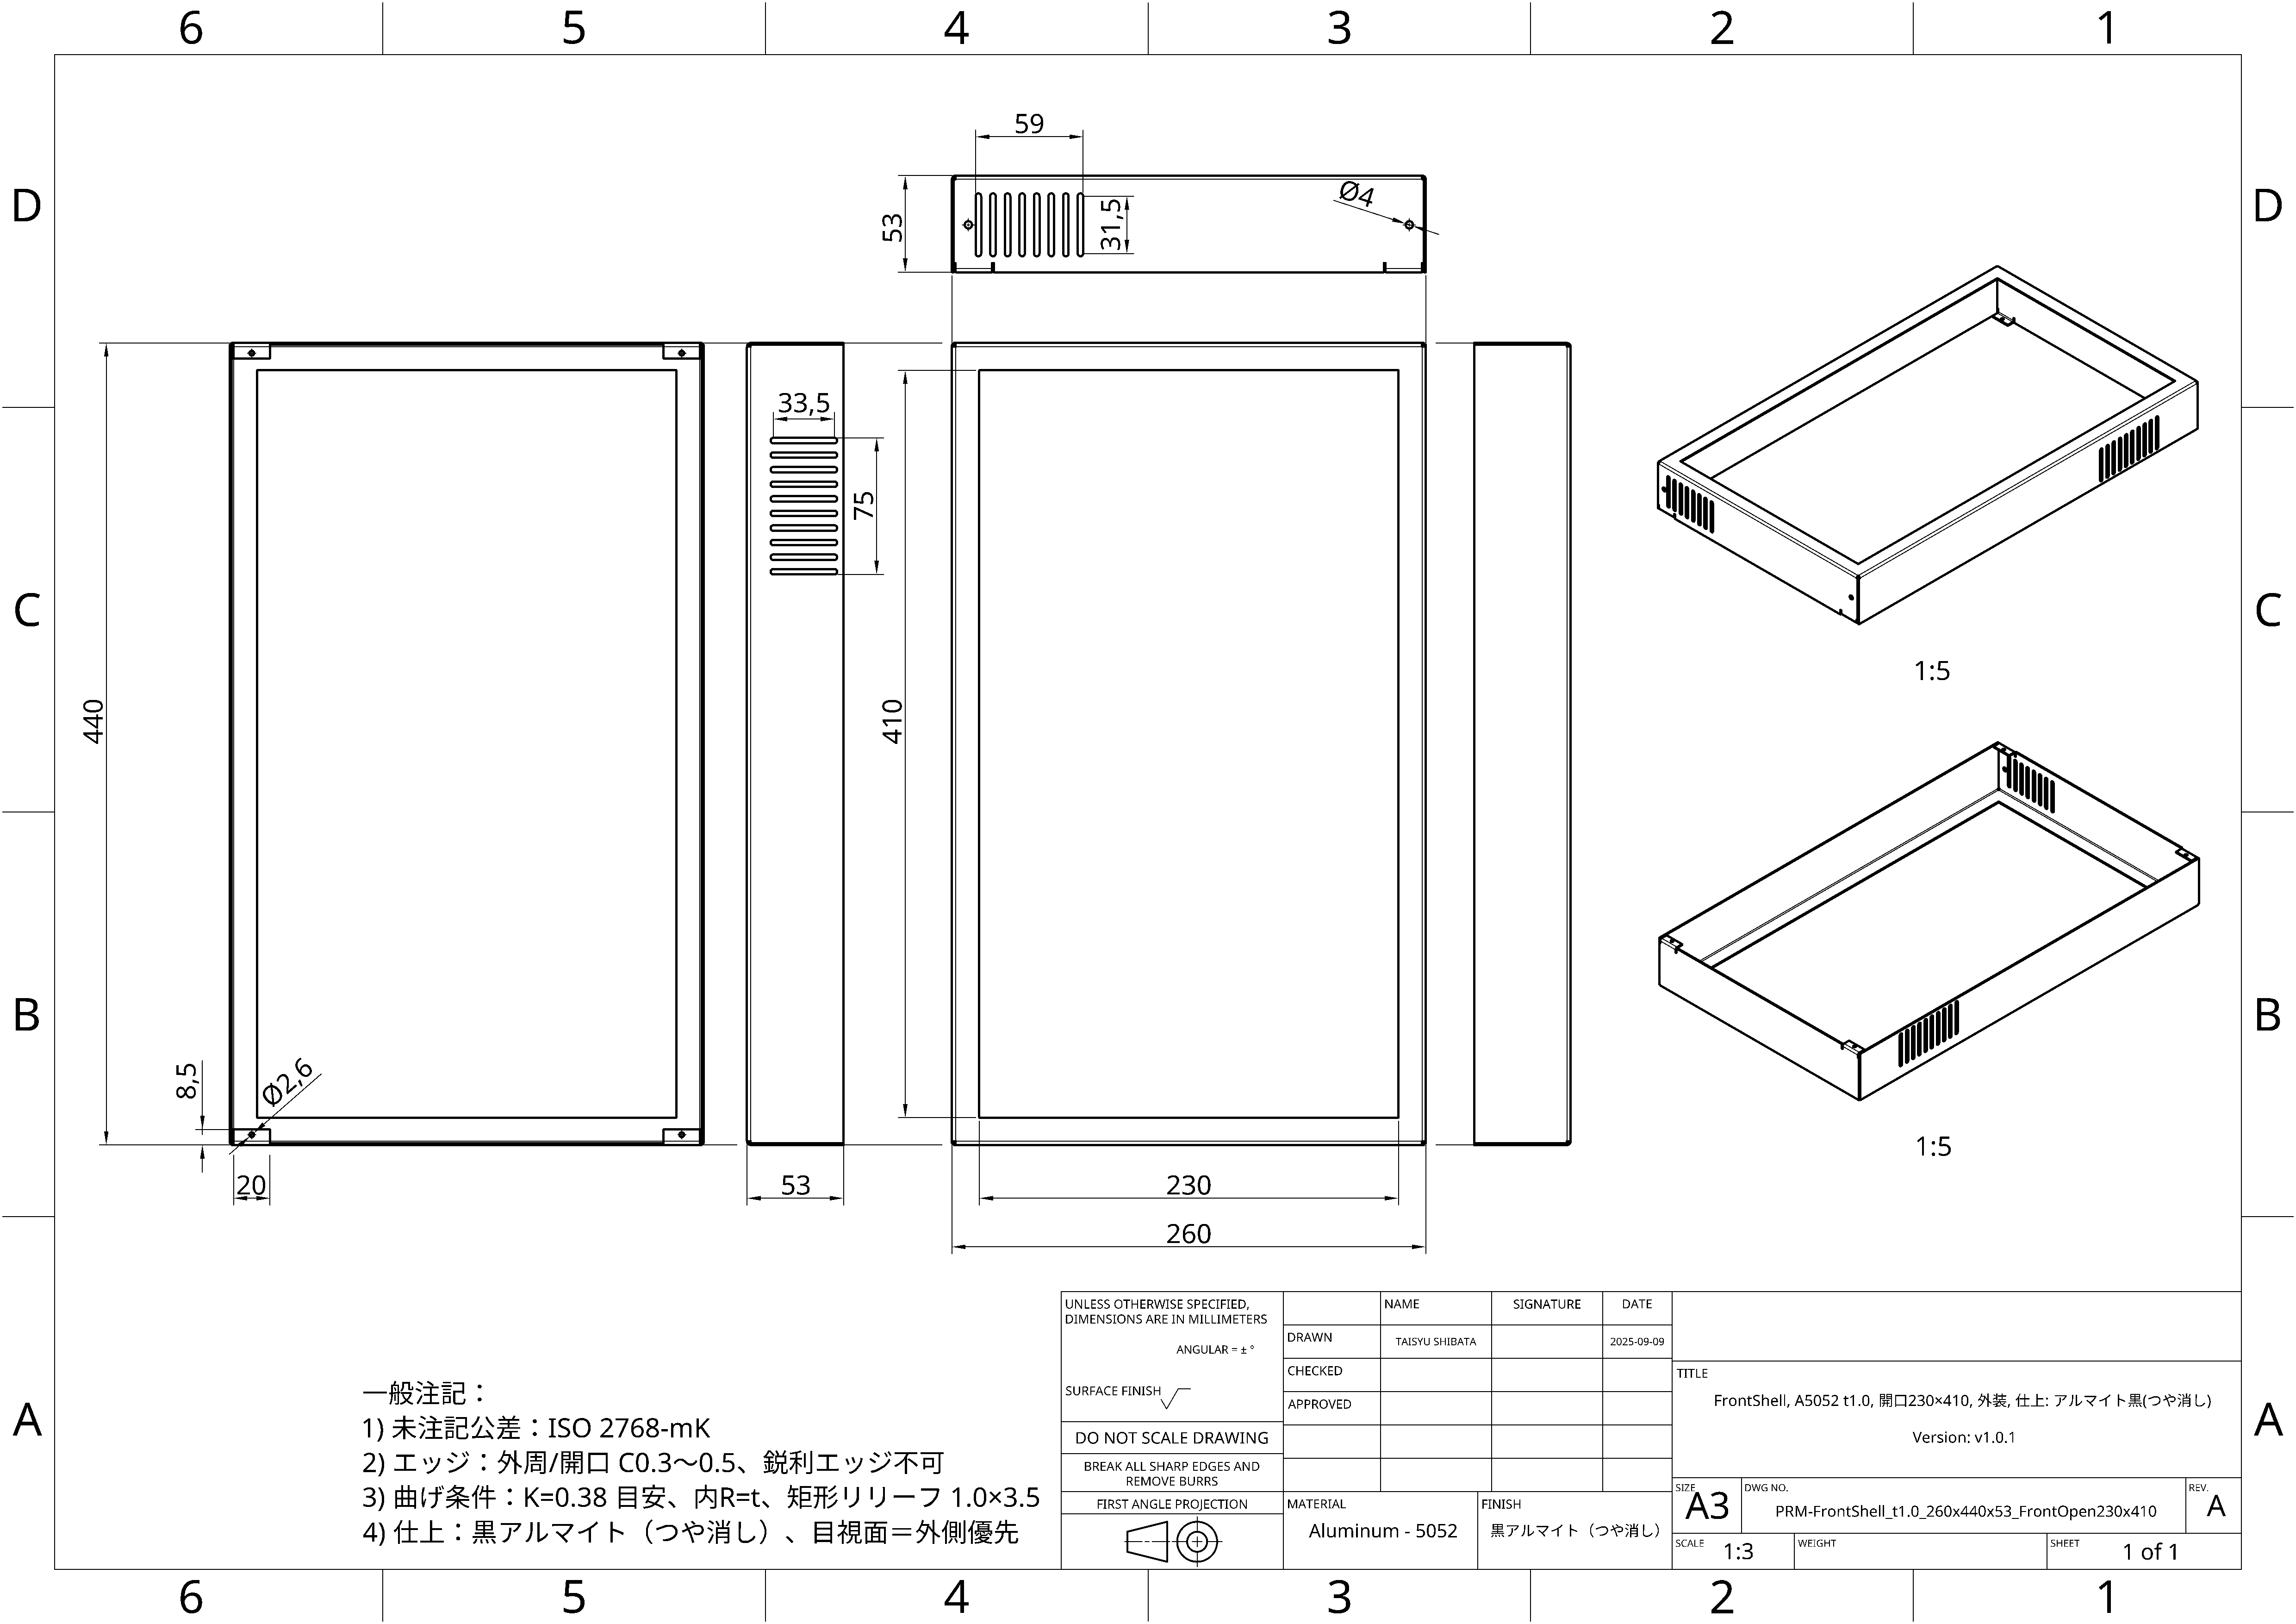 6 5 4 3 2 1
D D
C C
B B
A A
59
53
31,5
Ø4
33,5
75
440
410
8,5
Ø2,6
20
53
230
260
1:5
1:5
一般注記：
1) 未注記公差：ISO 2768-mK
2) エッジ：外周/開口 C0.3～0.5、鋭利エッジ不可
3) 曲げ条件：K=0.38 目安、内R=t、矩形リリーフ 1.0×3.5
4) 仕上：黒アルマイト（つや消し）、目視面＝外側優先
UNLESS OTHERWISE SPECIFIED,
DIMENSIONS ARE IN MILLIMETERS
ANGULAR = ± °
SURFACE FINISH
DO NOT SCALE DRAWING
BREAK ALL SHARP EDGES AND
REMOVE BURRS
FIRST ANGLE PROJECTION
NAME SIGNATURE DATE
DRAWN TAISYU SHIBATA 2025-09-09
CHECKED
APPROVED
MATERIAL
Aluminum - 5052
FINISH
黒アルマイト（つや消し）
TITLE
FrontShell, A5052 t1.0, 開口230×410, 外装, 仕上: アルマイト黒(つや消し)
Version: v1.0.1
SIZE
A3
DWG NO.
PRM-FrontShell_t1.0_260x440x53_FrontOpen230x410
REV.
A
SCALE 1:3
WEIGHT
SHEET 1 of 1
6 5 4 3 2 1